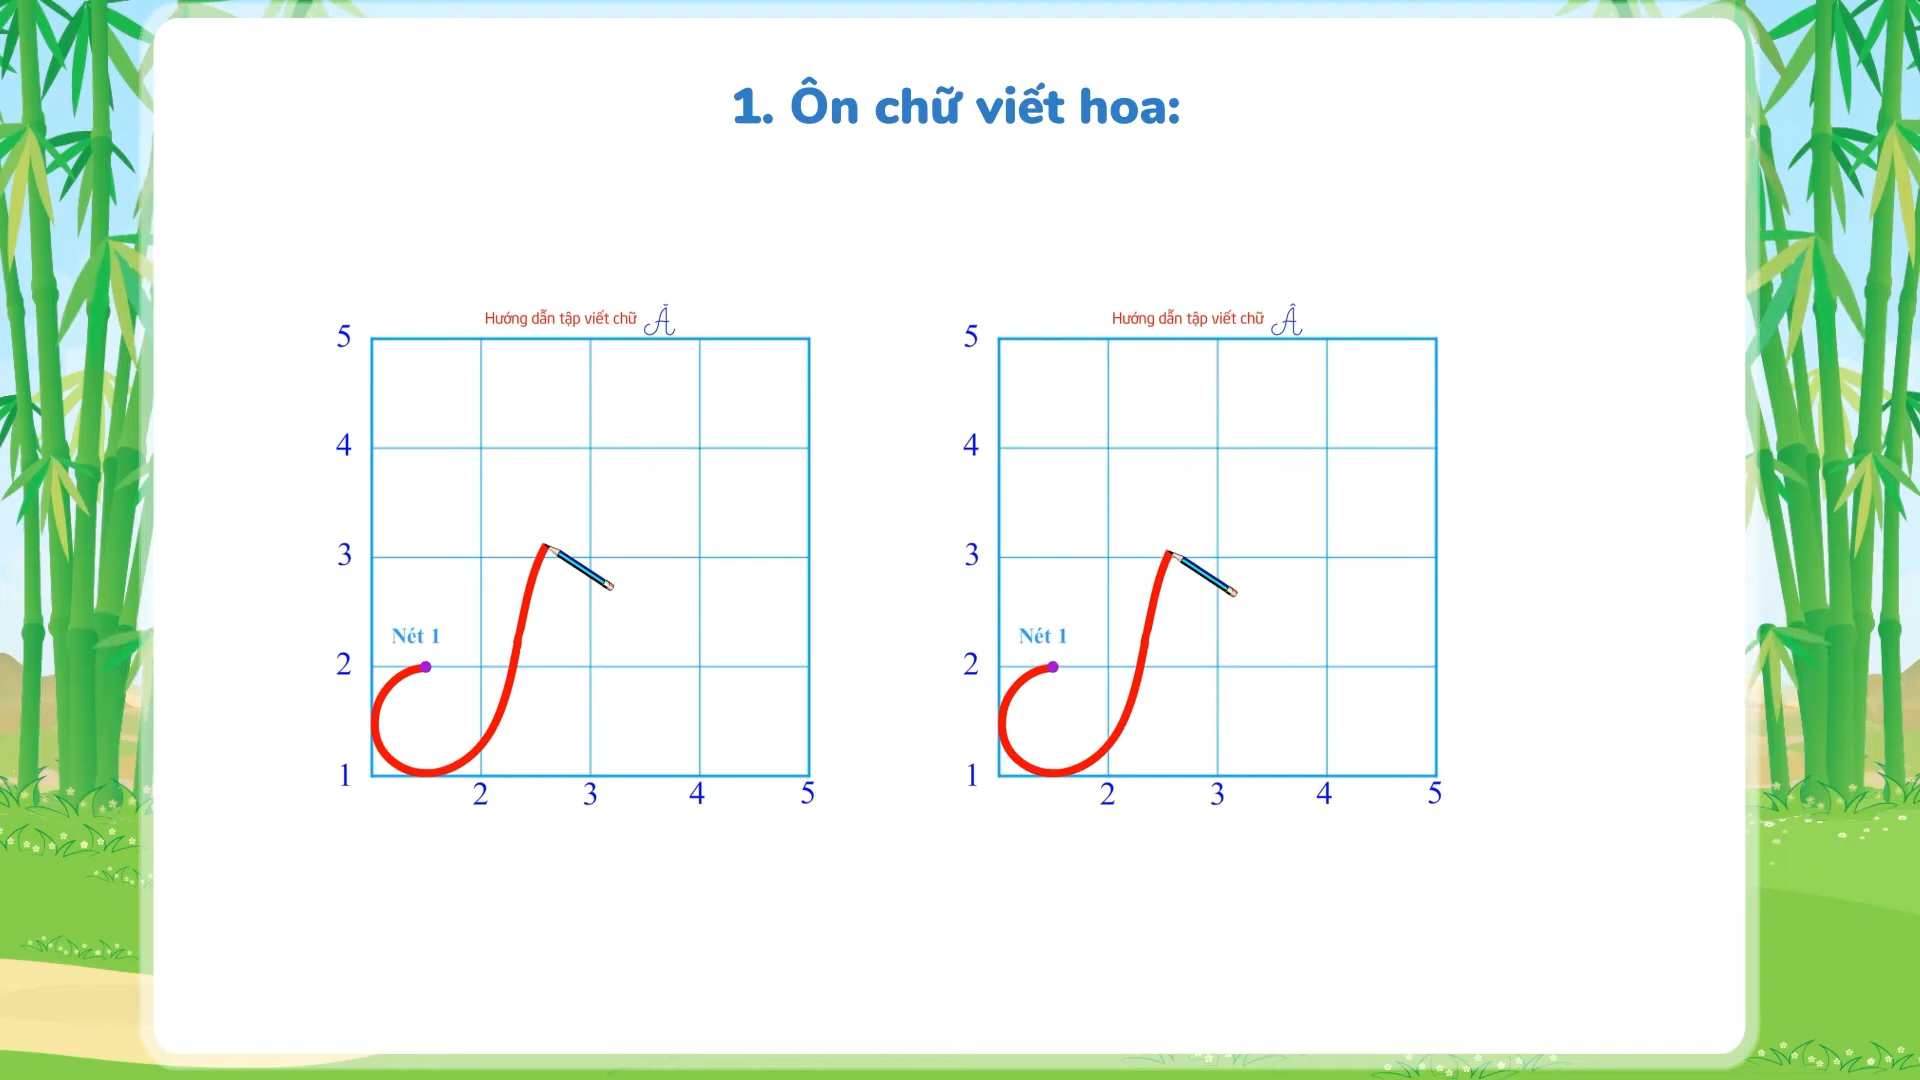 1. Ôn chữ viết hoa:
Hướng dẫn tập viết chữ Ă
5
4
3
Nét 1
2
1
2 3 4 5
Hướng dẫn tập viết chữ Â
5
4
3
Nét 1
2
1
2 3 4 5